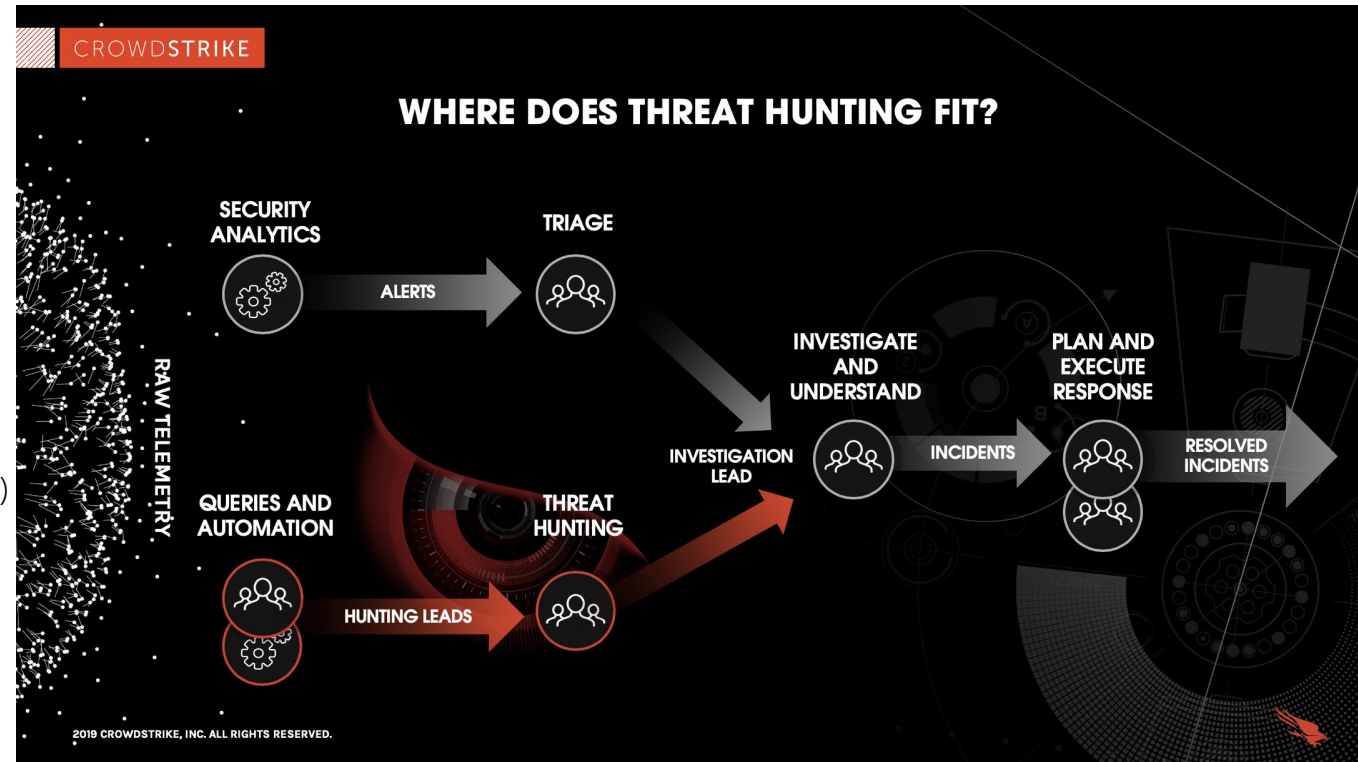 CROWDSTRIKE
WHERE DOES THREAT HUNTING FIT?
SECURITY
ANALYTICS
ALERTS
TRIAGE
RAW TELEMETRY
)
QUERIES AND
AUTOMATION
HUNTING LEADS
THREAT
HUNTING
INVESTIGATION
LEAD
INVESTIGATE
AND
UNDERSTAND
INCIDENTS
PLAN AND
EXECUTE
RESPONSE
RESOLVED
INCIDENTS
2019 CROWDSTRIKE, INC. ALL RIGHTS RESERVED.